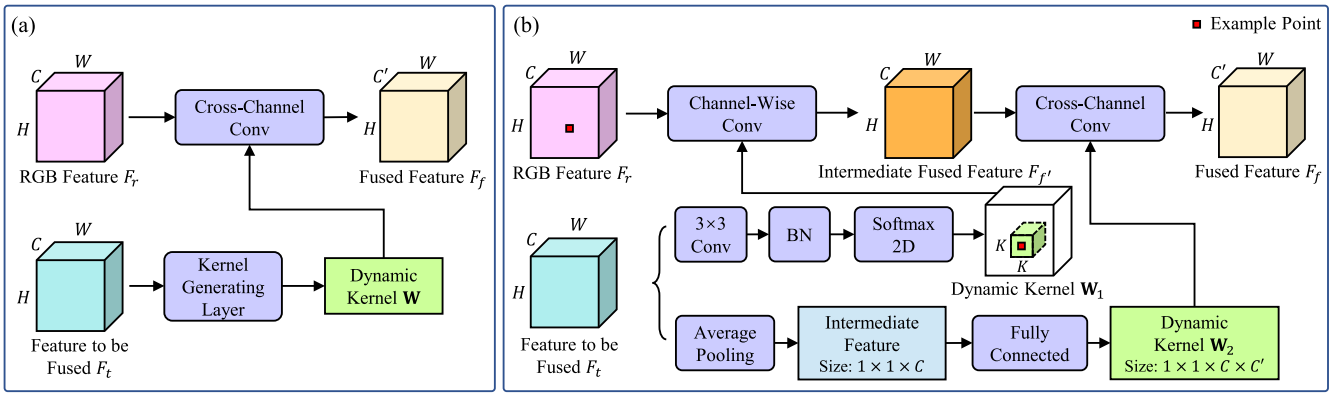 (a)
C
W
H
RGB Feature F_r
Cross-Channel
Conv
C′
W
H
Fused Feature F_f
C
W
H
Feature to be
Fused F_t
Kernel
Generating
Layer
Dynamic
Kernel W
(b)
Example Point
C
W
H
RGB Feature F_r
Channel-Wise
Conv
C
W
H
Intermediate Fused Feature F_f′
Cross-Channel
Conv
C′
W
H
Fused Feature F_f
C
W
H
Feature to be
Fused F_t
3×3
Conv
BN
Softmax
2D
K
K
Dynamic Kernel W₁
Average
Pooling
Intermediate
Feature
Size: 1 × 1 × C
Fully
Connected
Dynamic
Kernel W₂
Size: 1 × 1 × C × C′